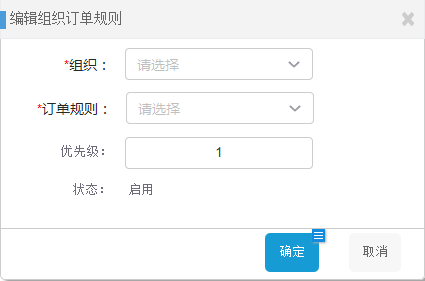 编辑组织订单规则
*组织： 请选择
*订单规则： 请选择
优先级： 1
状态： 启用
确定 取消